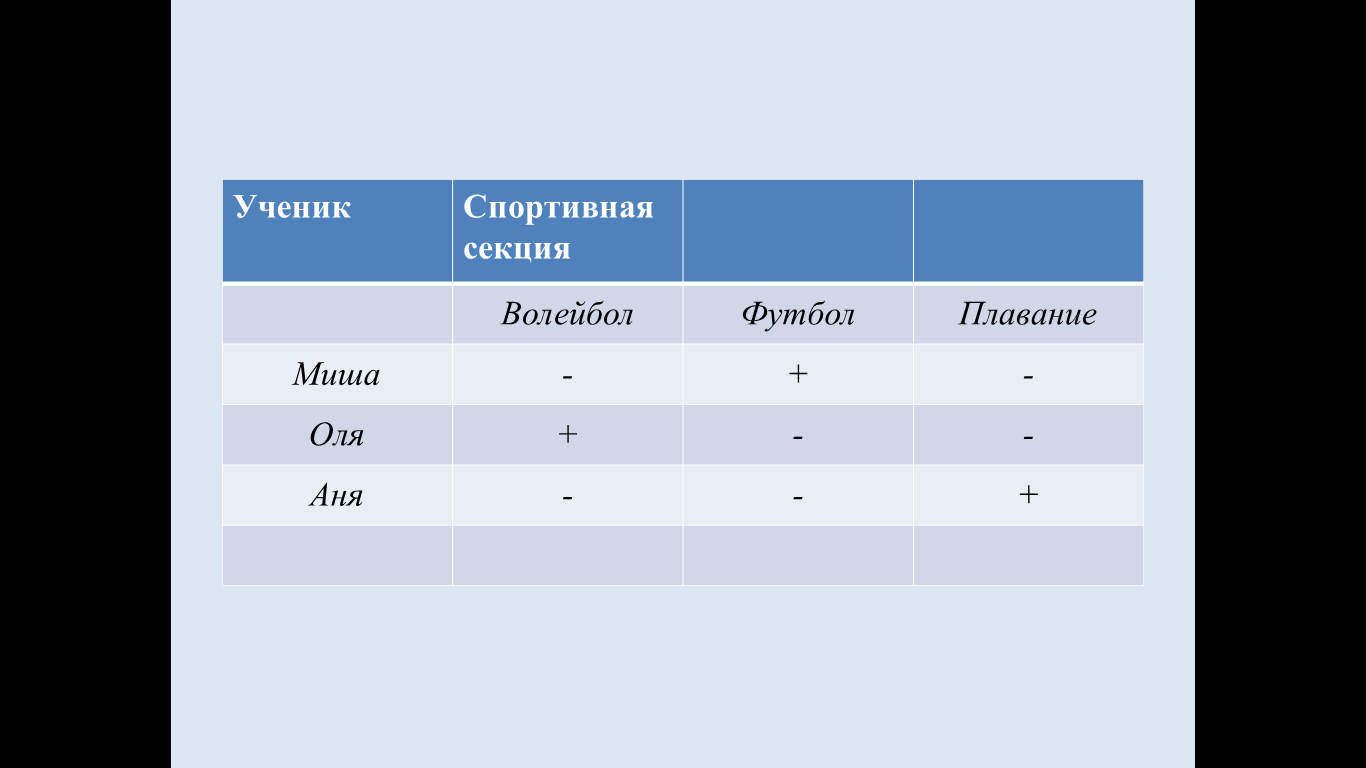 Ученик Спортивная
секция
Волейбол Футбол Плавание
Миша - + -
Оля + - -
Аня - - +